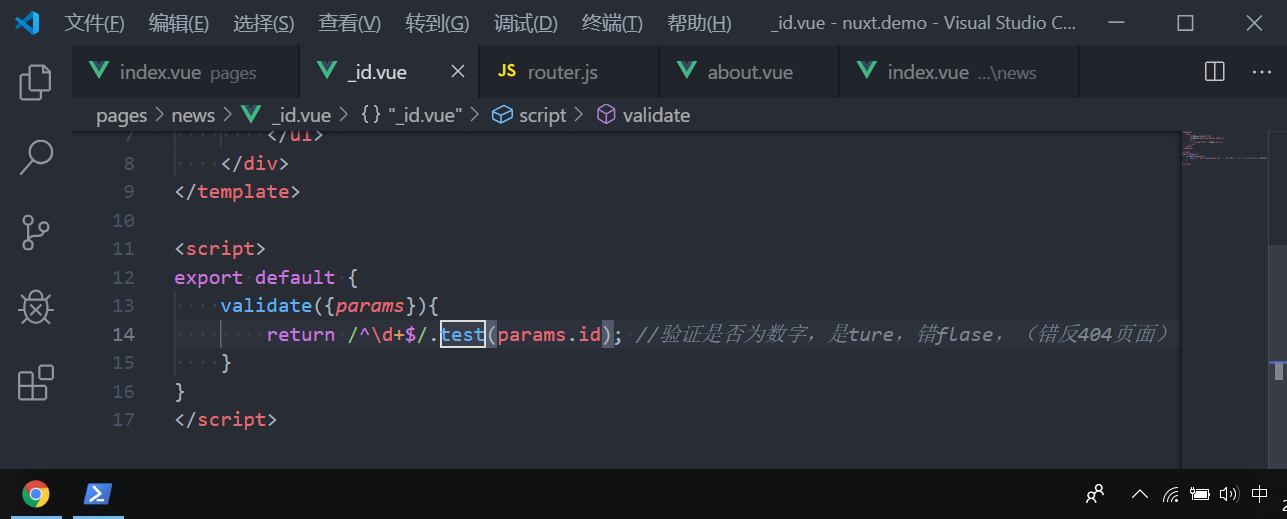 文件(F) 编辑(E) 选择(S) 查看(V) 转到(G) 调试(D) 终端(T) 帮助(H) _id.vue - nuxt.demo - Visual Studio C...
index.vue pages _id.vue JS router.js about.vue index.vue ...\news
pages > news > _id.vue > {} "_id.vue" > script > validate
7 </ul>
8 </div>
9 </template>
10
11 <script>
12 export default {
13 validate({params}){
14 return /^\d+$/.test(params.id); //验证是否为数字，是ture，错flase，（错反404页面）
15 }
16 }
17 </script>
中
2